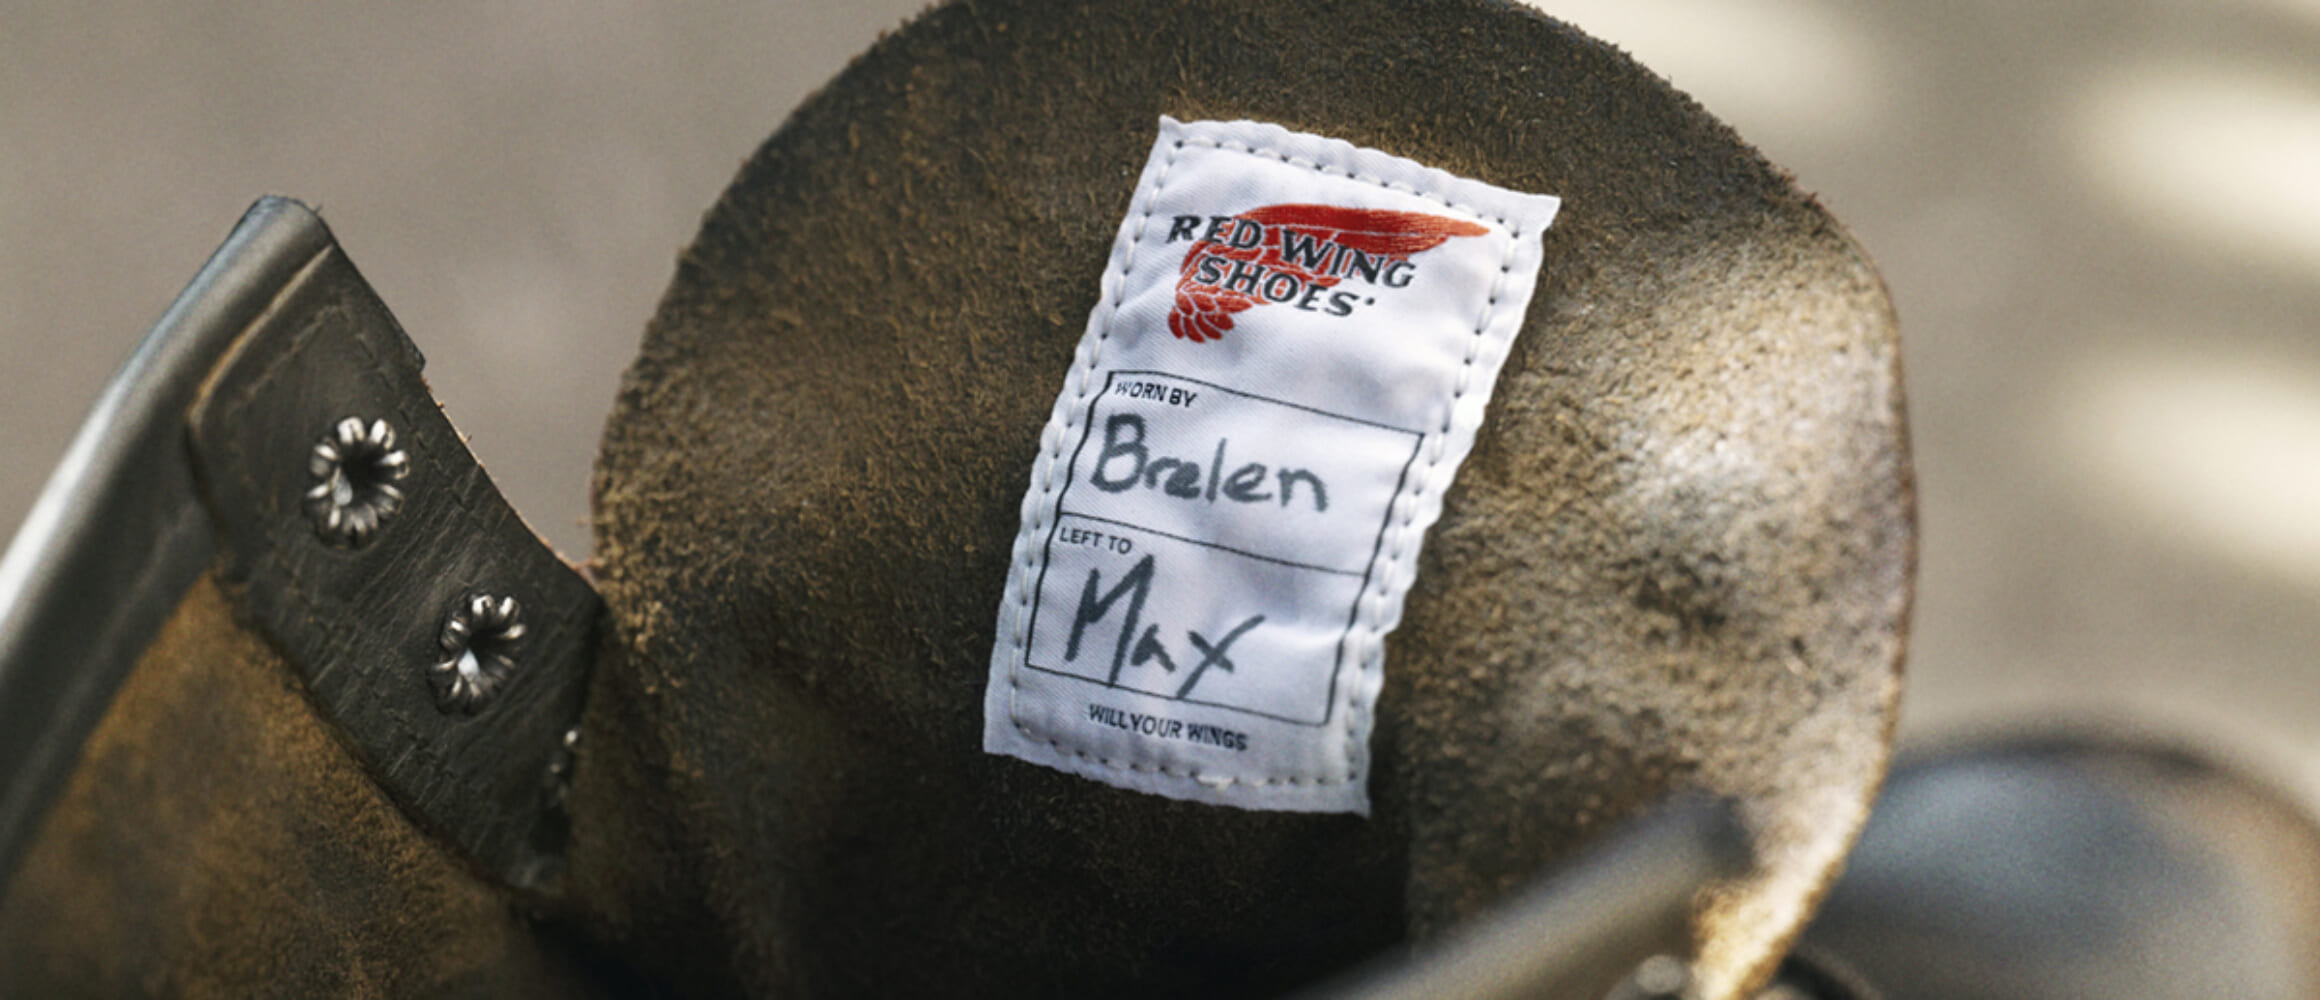 RED WING
SHOES
WORN BY
Brelen
LEFT TO
Max
WILL YOUR WINGS